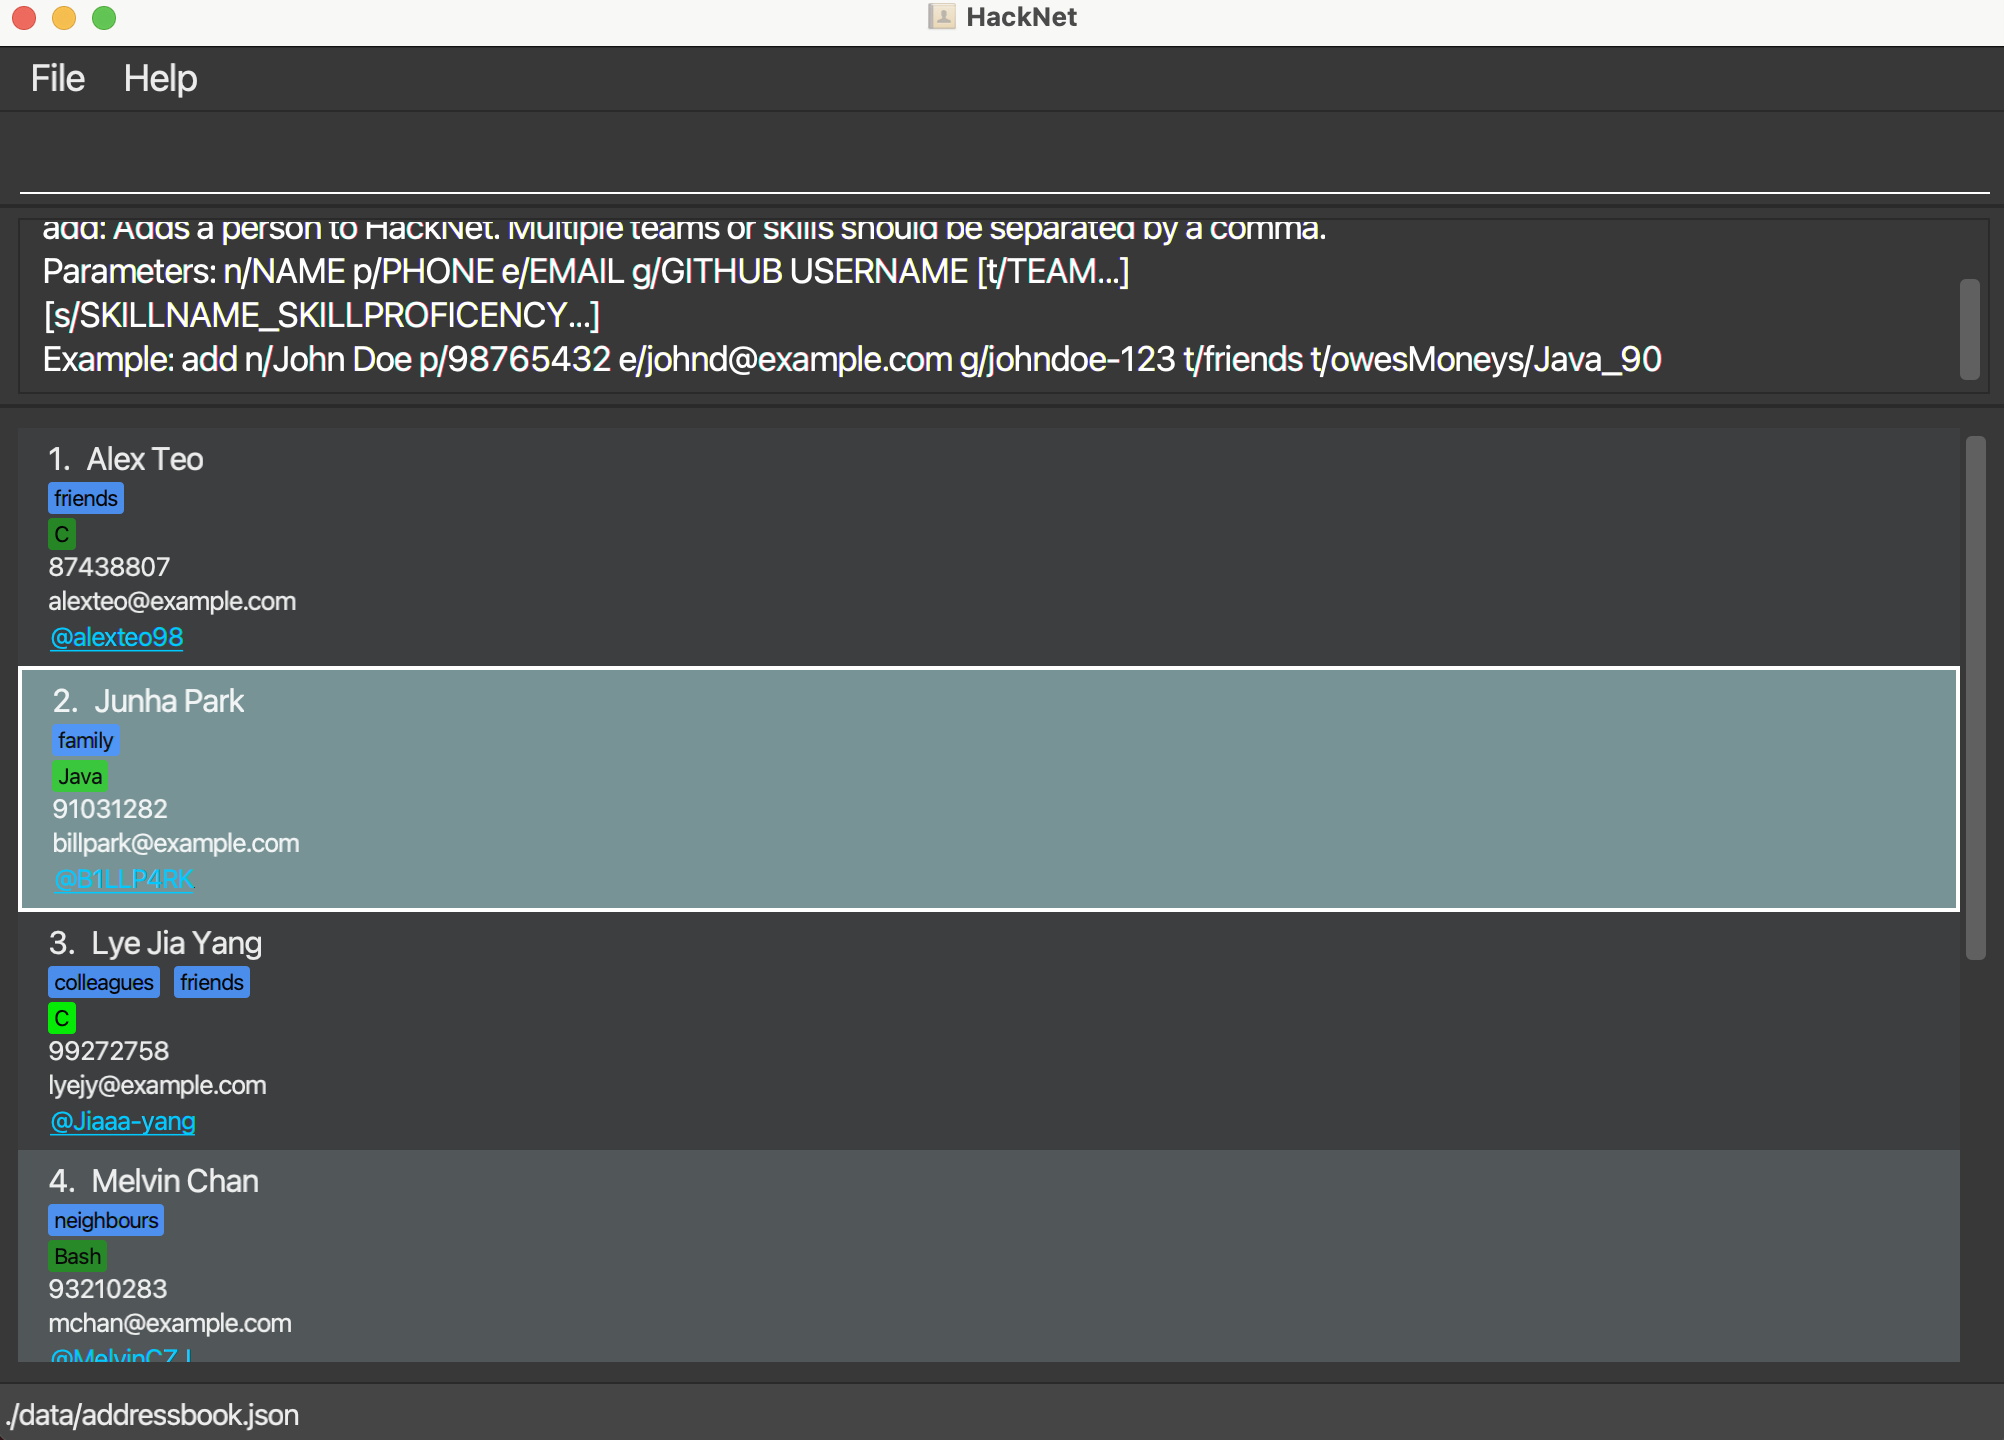 HackNet
File Help
add: Adds a person to HackNet. Multiple teams or skills should be separated by a comma.
Parameters: n/NAME p/PHONE e/EMAIL g/GITHUB USERNAME [t/TEAM...]
[s/SKILLNAME_SKILLPROFICENCY...]
Example: add n/John Doe p/98765432 e/johnd@example.com g/johndoe-123 t/friends t/owesMoneys/Java_90
1. Alex Teo
friends
C
87438807
alexteo@example.com
@alexteo98
2. Junha Park
family
Java
91031282
billpark@example.com
@B1LLP4RK
3. Lye Jia Yang
colleagues friends
C
99272758
lyejy@example.com
@Jiaaa-yang
4. Melvin Chan
neighbours
Bash
93210283
mchan@example.com
@MelvinCZJ
./data/addressbook.json